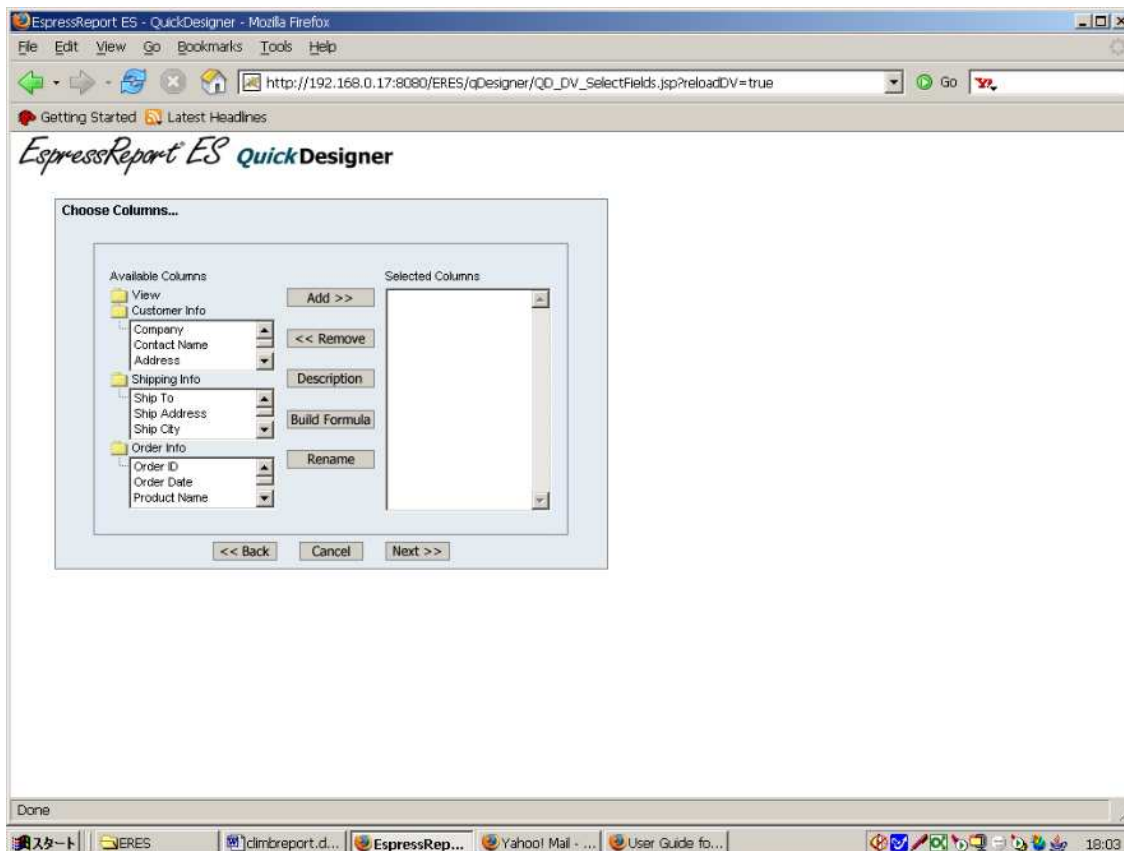 EspressReport ES - QuickDesigner - Mozilla Firefox
File Edit View Go Bookmarks Tools Help
http://192.168.0.17:8080/ERES/qDesigner/QD_DV_SelectFields.jsp?reloadDV=true Go
Getting Started Latest Headlines
EspressReport ES QuickDesigner
Choose Columns...
Available Columns
View
Customer Info
Company
Contact Name
Address
Shipping Info
Ship To
Ship Address
Ship City
Order Info
Order ID
Order Date
Product Name
Add >>
<< Remove
Description
Build Formula
Rename
Selected Columns
<< Back Cancel Next >>
Done
スタート ERES climbreport.d... EspressRep... Yahoo! Mail - ... User Guide fo... 18:03